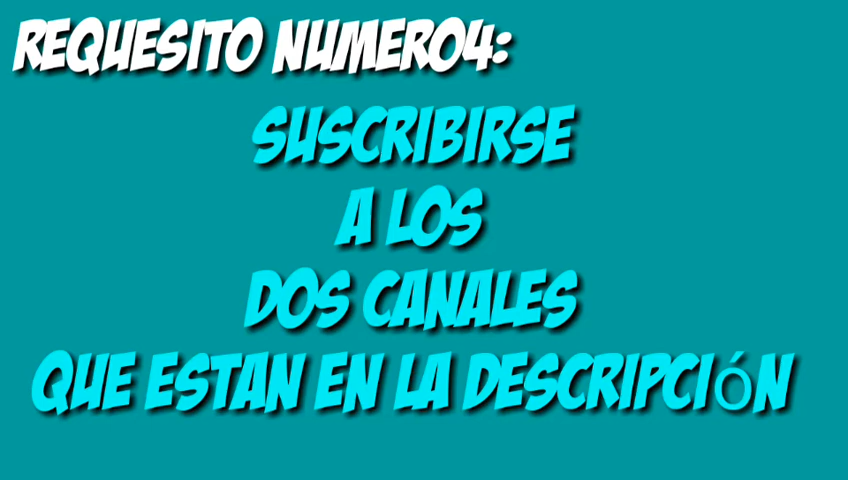 REQUESITO NUMERO4:
SUSCRIBIRSE
A LOS
DOS CANALES
QUE ESTAN EN LA DESCRIPCIÓN